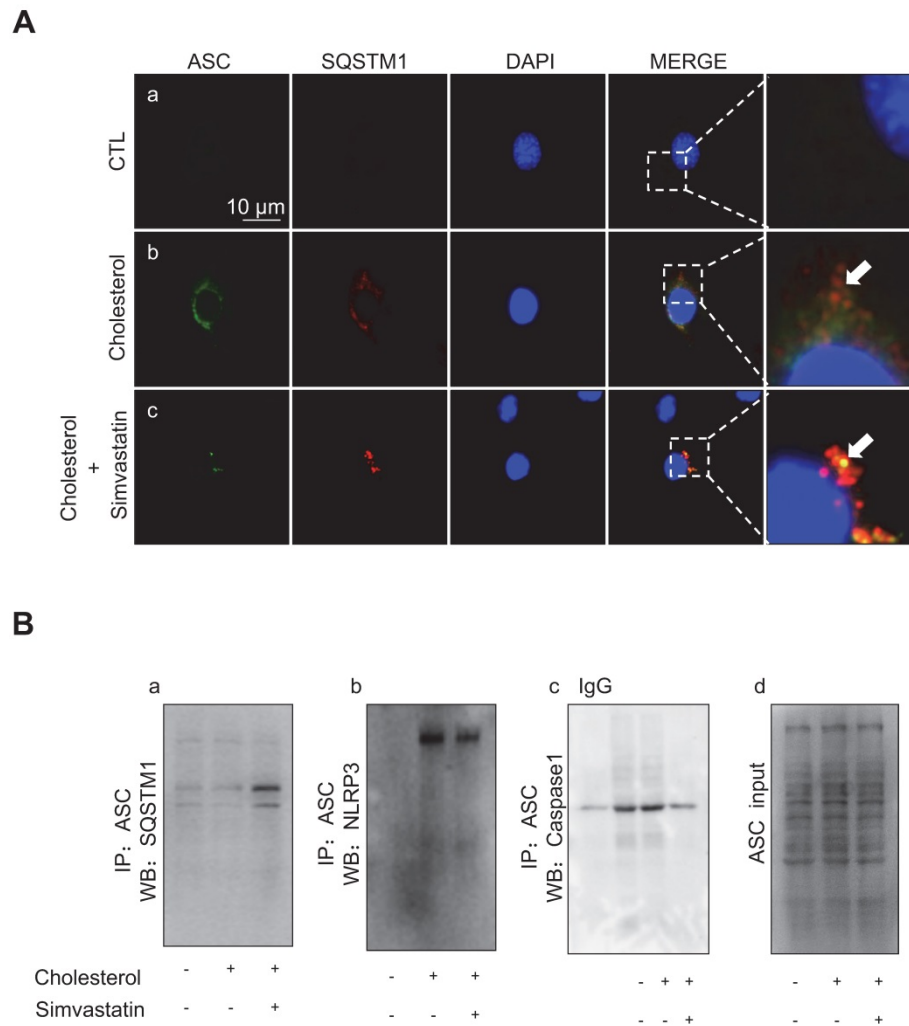 A
ASC SQSTM1 DAPI MERGE
a
CTL
10 µm
b
Cholesterol
c
Cholesterol
+
Simvastatin
B
a
IP: ASC
WB: SQSTM1
b
IP: ASC
WB: NLRP3
c IgG
IP: ASC
WB: Caspase1
d
ASC input
Cholesterol - + + - + + - + + - + +
Simvastatin - - + - - + - - + - - +